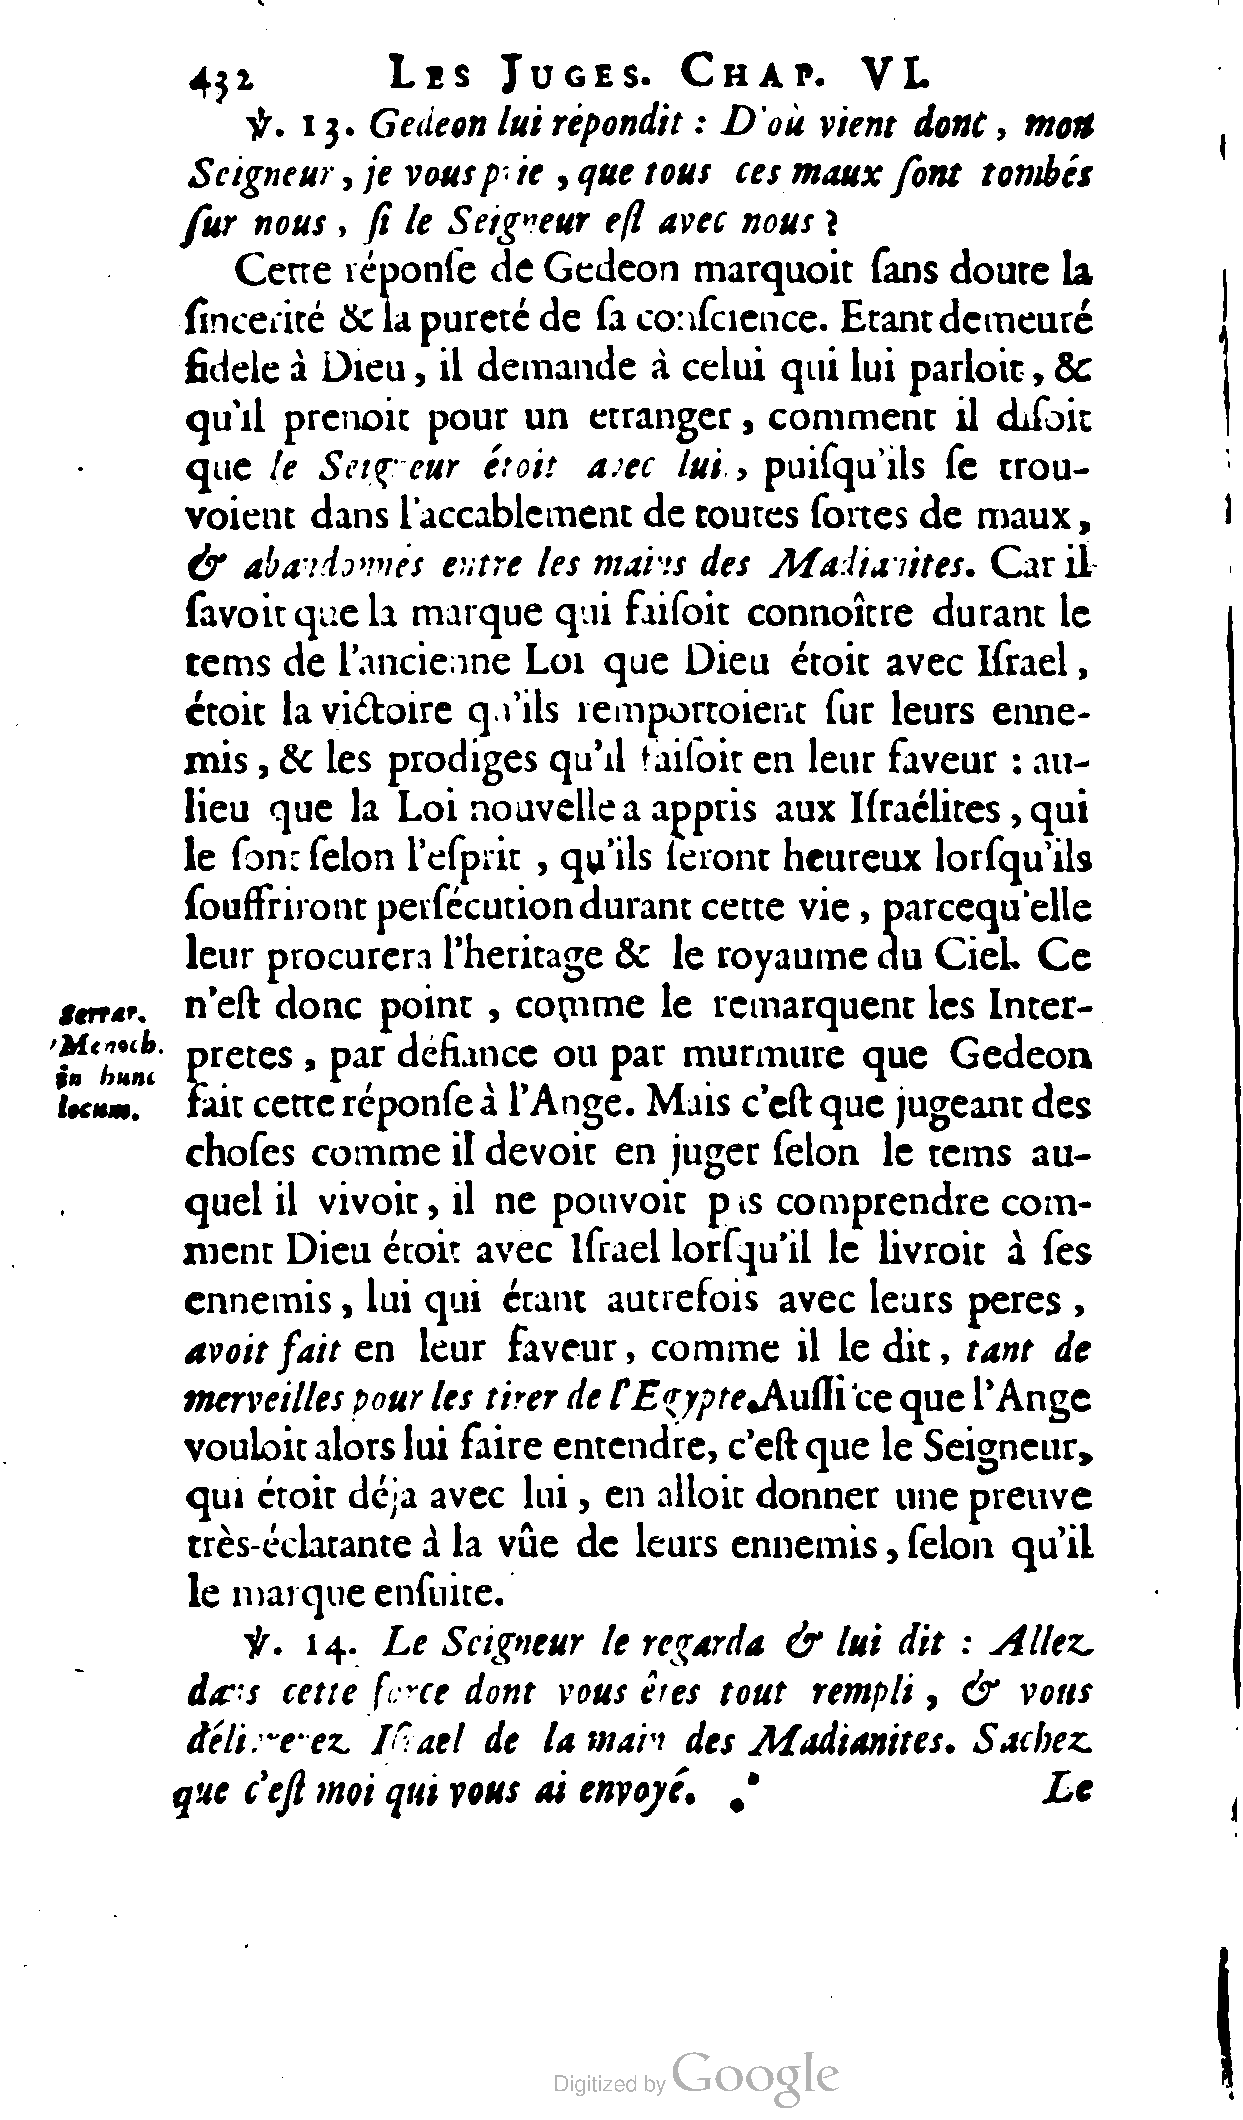 432 LES JUGES. CHAP. VI.
℣. 13. Gedeon lui répondit : D'où vient donc, mon
Seigneur, je vous prie, que tous ces maux ſont tombés
ſur nous, ſi le Seigneur eſt avec nous ?
Cette réponſe de Gedeon marquoit ſans doute la
ſincerité & la pureté de ſa conſcience. Etant demeuré
fidele à Dieu, il demande à celui qui lui parloit, &
qu'il prenoit pour un etranger, comment il diſoit
que le Seigneur étoit avec lui, puiſqu'ils ſe trou-
voient dans l'accablement de toutes ſortes de maux,
& abandonnés entre les mains des Madianites. Car il
ſavoit que la marque qui faiſoit connoître durant le
tems de l'ancienne Loi que Dieu étoit avec Iſrael,
étoit la victoire qu'ils remportoient ſur leurs enne-
mis, & les prodiges qu'il faiſoit en leur faveur : au-
lieu que la Loi nouvelle a appris aux Iſraélites, qui
le ſont ſelon l'eſprit, qu'ils ſeront heureux lorſqu'ils
ſouffriront perſécution durant cette vie, parcequ'elle
leur procurera l'heritage & le royaume du Ciel. Ce
n'eſt donc point, comme le remarquent les Inter-
pretes, par défiance ou par murmure que Gedeon
fait cette réponſe à l'Ange. Mais c'eſt que jugeant des
choſes comme il devoit en juger ſelon le tems au-
quel il vivoit, il ne pouvoit pas comprendre com-
ment Dieu étoit avec Iſrael lorſqu'il le livroit à ſes
ennemis, lui qui étant autrefois avec leurs peres,
avoit fait en leur faveur, comme il le dit, tant de
merveilles pour les tirer de l'Egypte. Auſſi ce que l'Ange
vouloit alors lui faire entendre, c'eſt que le Seigneur,
qui étoit déja avec lui, en alloit donner une preuve
très-éclatante à la vûe de leurs ennemis, ſelon qu'il
le marque enſuite.
Serrar.
Menoch.
in hunc
locum.
℣. 14. Le Seigneur le regarda & lui dit : Allez
dans cette force dont vous êtes tout rempli, & vous
délivrerez Iſrael de la main des Madianites. Sachez
que c'eſt moi qui vous ai envoyé.
Le
Digitized by Google